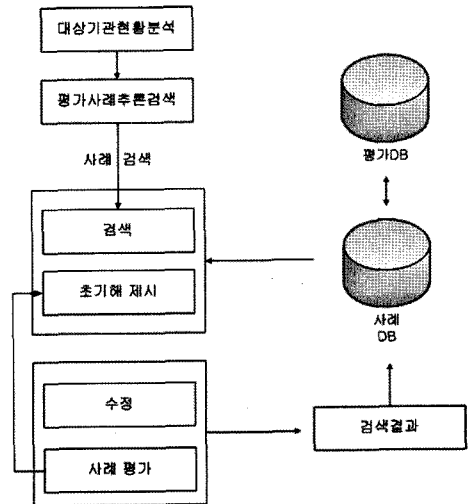 대상기관현황분석
평가사례추론검색
사례 검색
검색
초기해 제시
수정
사례 평가
평가DB
사례
DB
검색결과